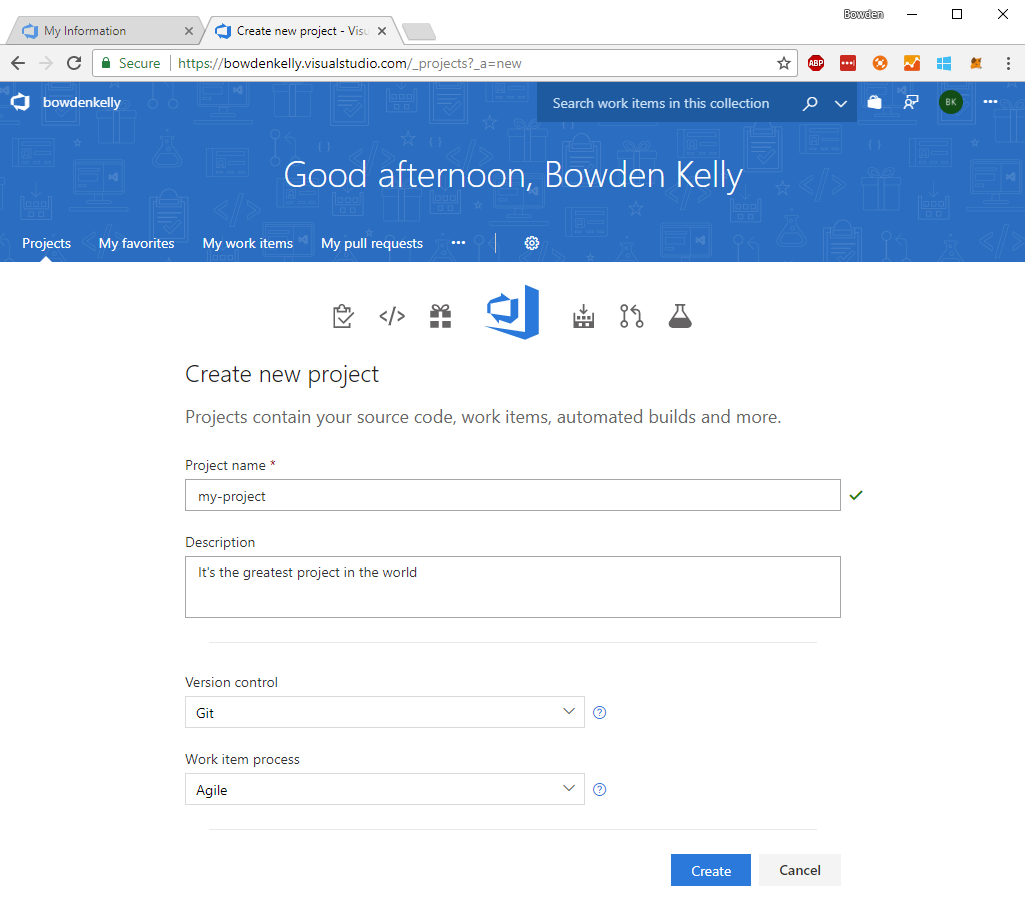 Bowden
My Information
Create new project - Visu
Secure
https://bowdenkelly.visualstudio.com/_projects?_a=new
ABP
bowdenkelly
Search work items in this collection
BK
Good afternoon, Bowden Kelly
Projects My favorites My work items My pull requests
Create new project
Projects contain your source code, work items, automated builds and more.
Project name *
my-project
Description
It's the greatest project in the world
Version control
Git
?
Work item process
Agile
?
Create Cancel